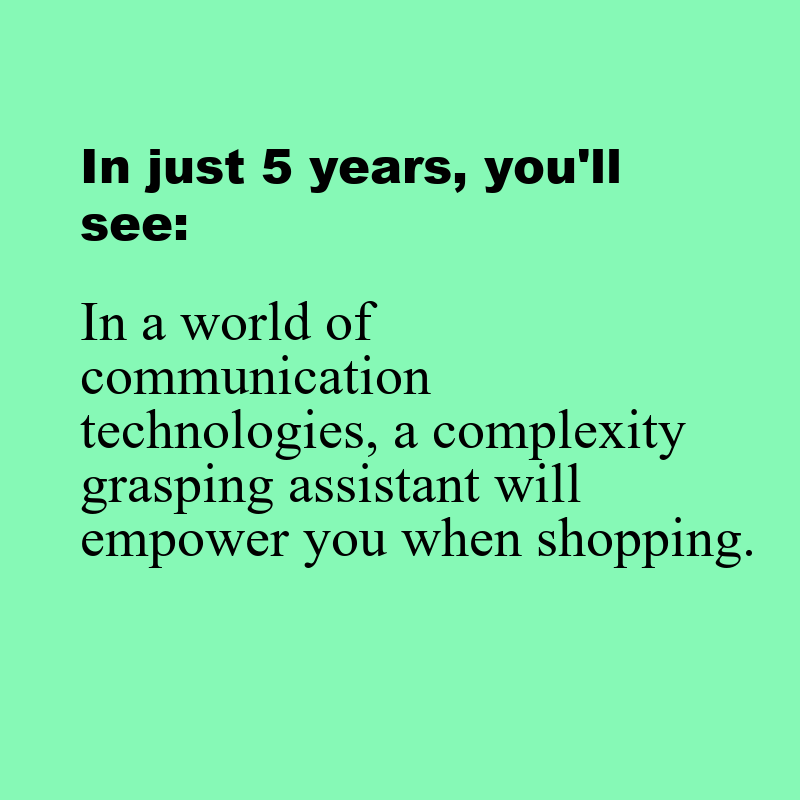 In just 5 years, you'll
see:
In a world of
communication
technologies, a complexity
grasping assistant will
empower you when shopping.